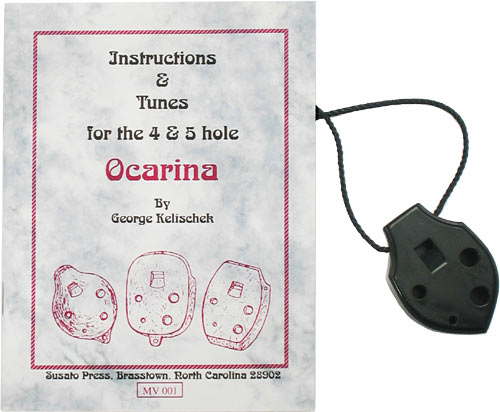 Instructions
&
Tunes
for the 4 & 5 hole
Ocarina
By
George Kelischek
Susato Press, Brasstown, North Carolina 28902
MV 001